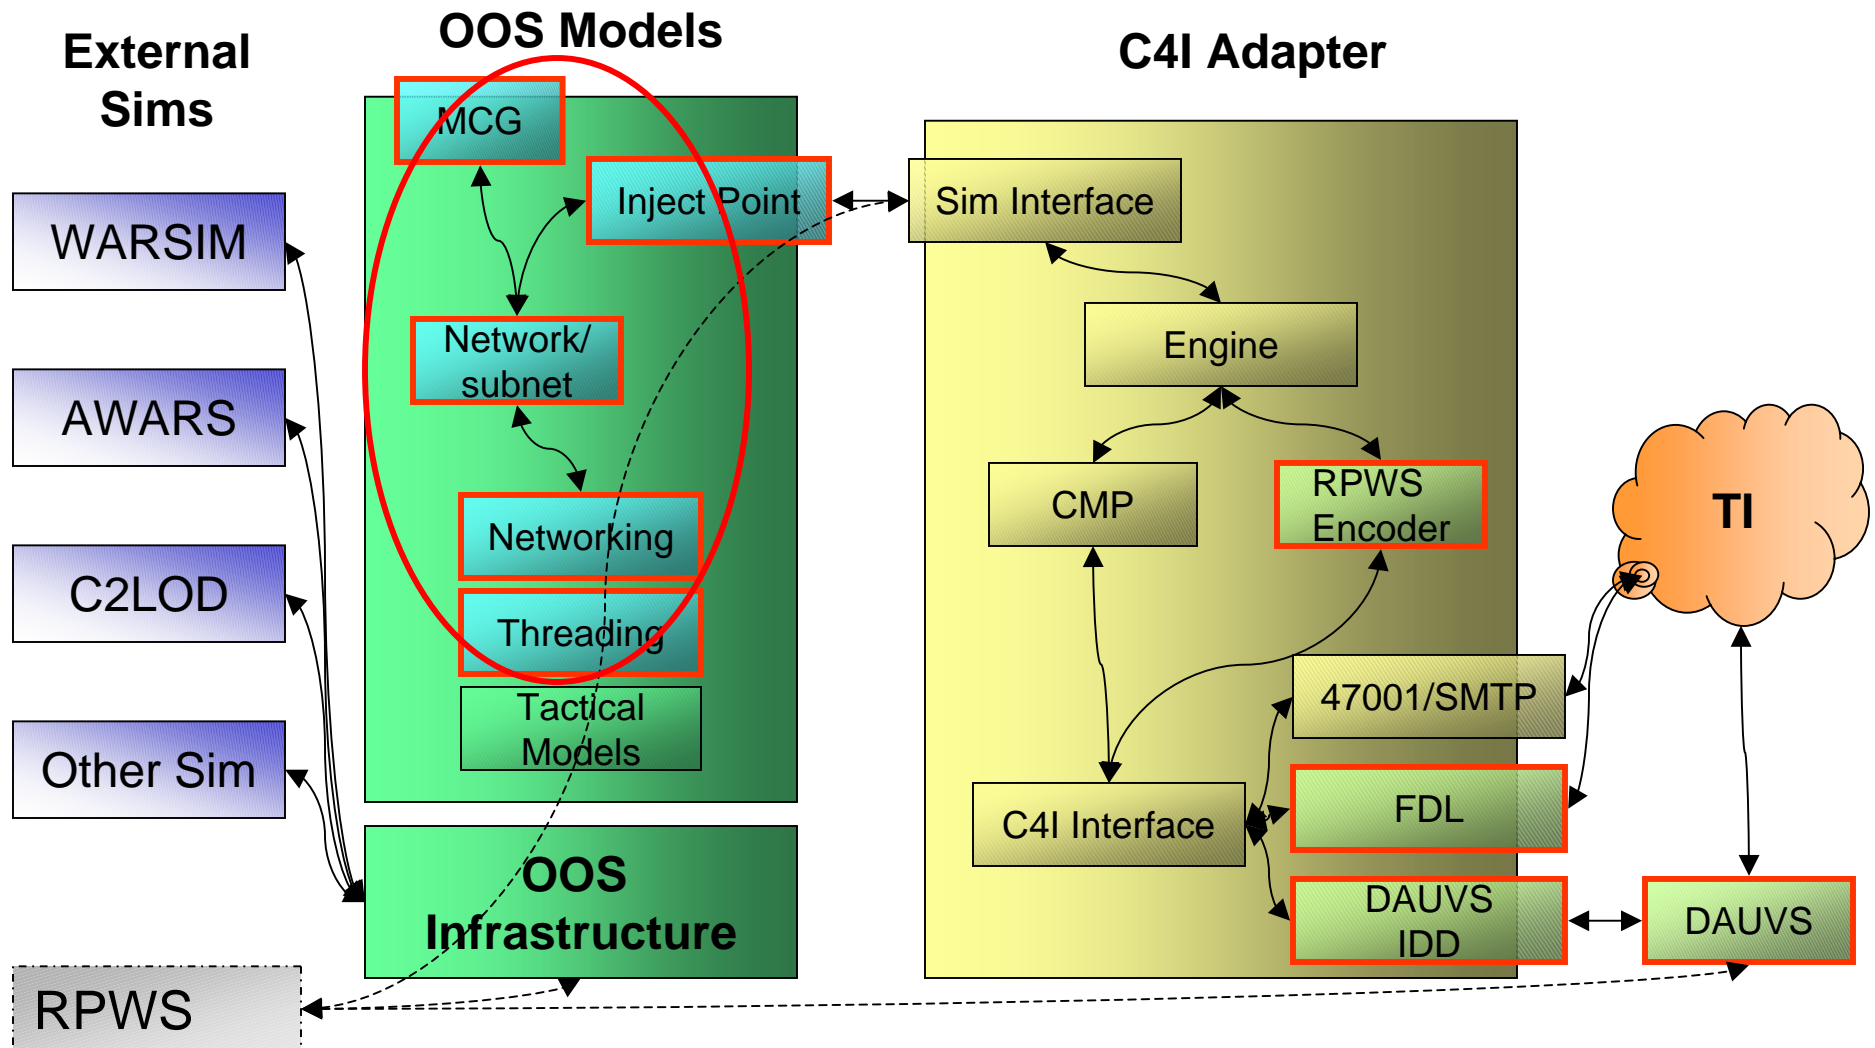 External
Sims
WARSIM
AWARS
C2LOD
Other Sim
RPWS
OOS Models
MCG
Inject Point
Network/
subnet
Networking
Threading
Tactical
Models
OOS
Infrastructure
C4I Adapter
Sim Interface
Engine
CMP
RPWS
Encoder
47001/SMTP
C4I Interface
FDL
DAUVS
IDD
TI
DAUVS